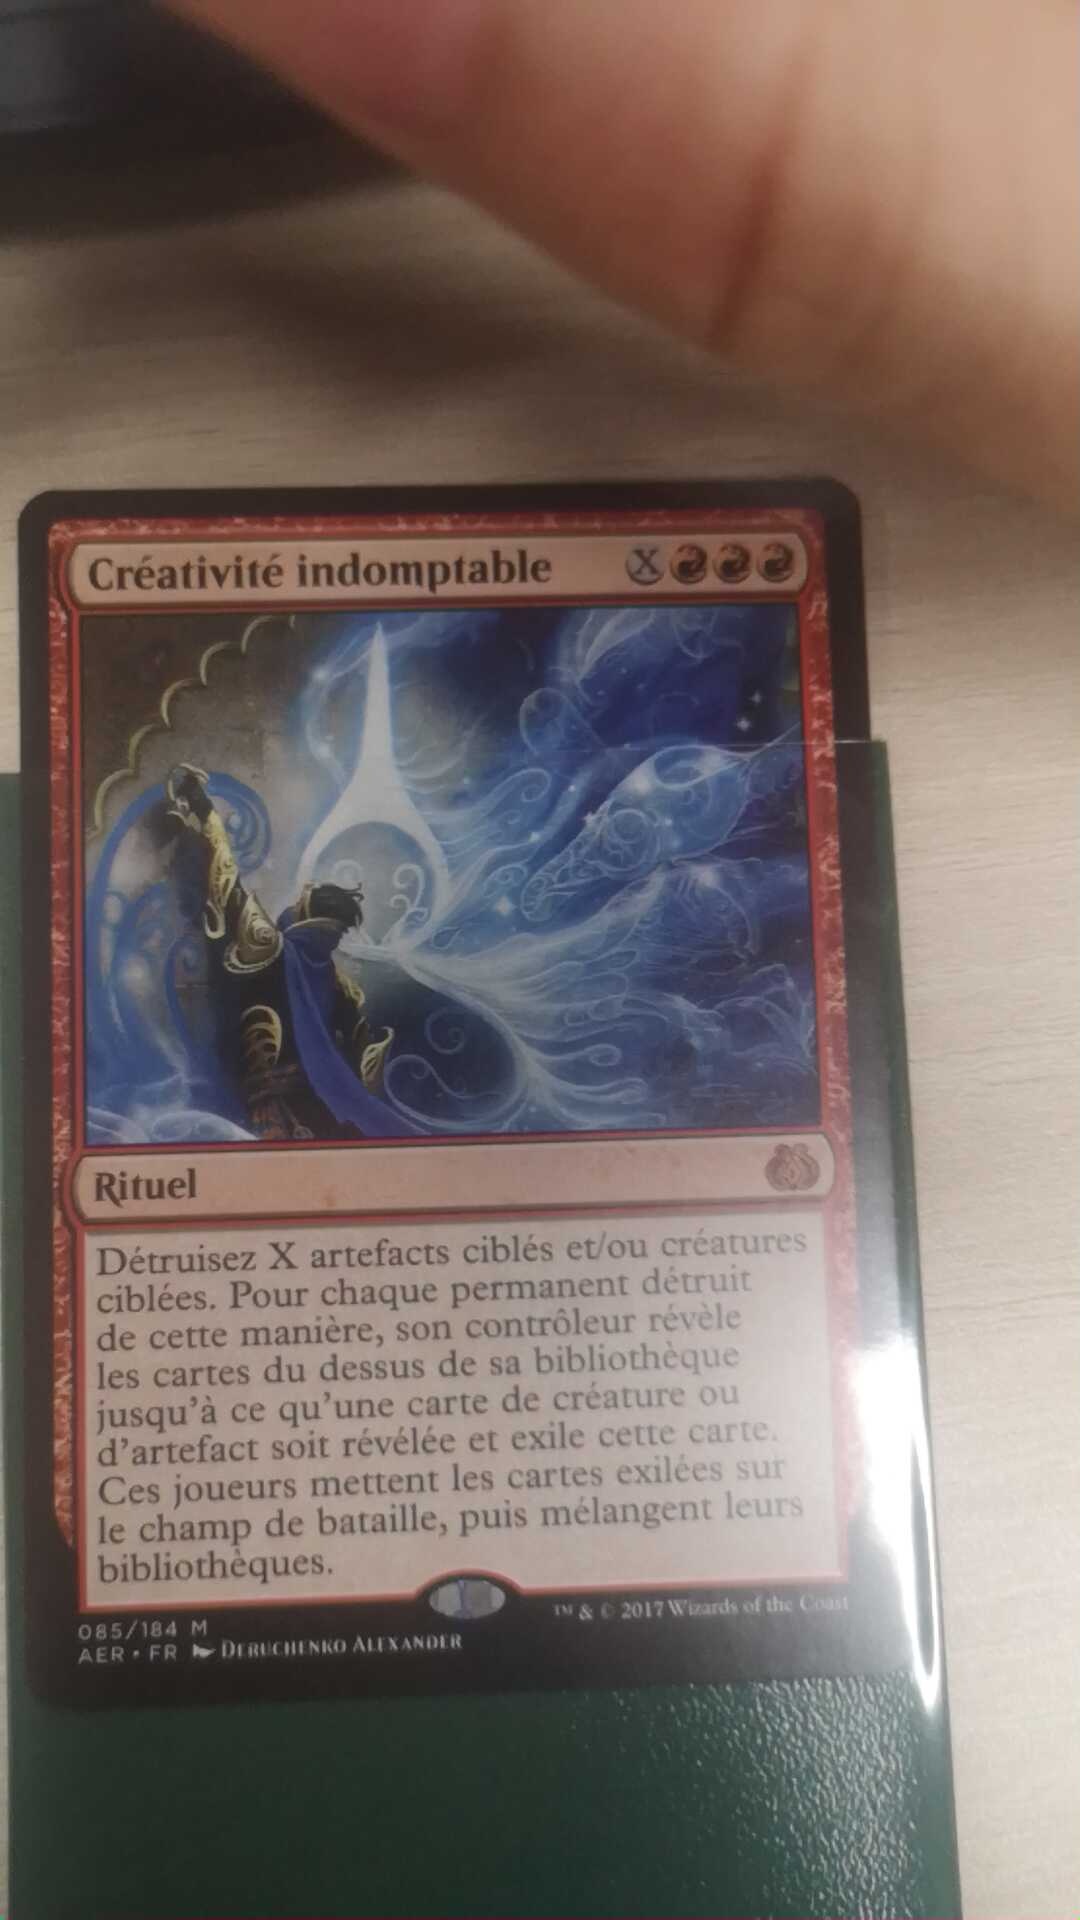 Créativité indomptable X
Rituel
Détruisez X artefacts ciblés et/ou créatures
ciblées. Pour chaque permanent détruit
de cette manière, son contrôleur révèle
les cartes du dessus de sa bibliothèque
jusqu'à ce qu'une carte de créature ou
d'artefact soit révélée et exile cette carte.
Ces joueurs mettent les cartes exilées sur
le champ de bataille, puis mélangent leurs
bibliothèques.
085/184 M
AER • FR DERUCHENKO ALEXANDER
™ & © 2017 Wizards of the Coast